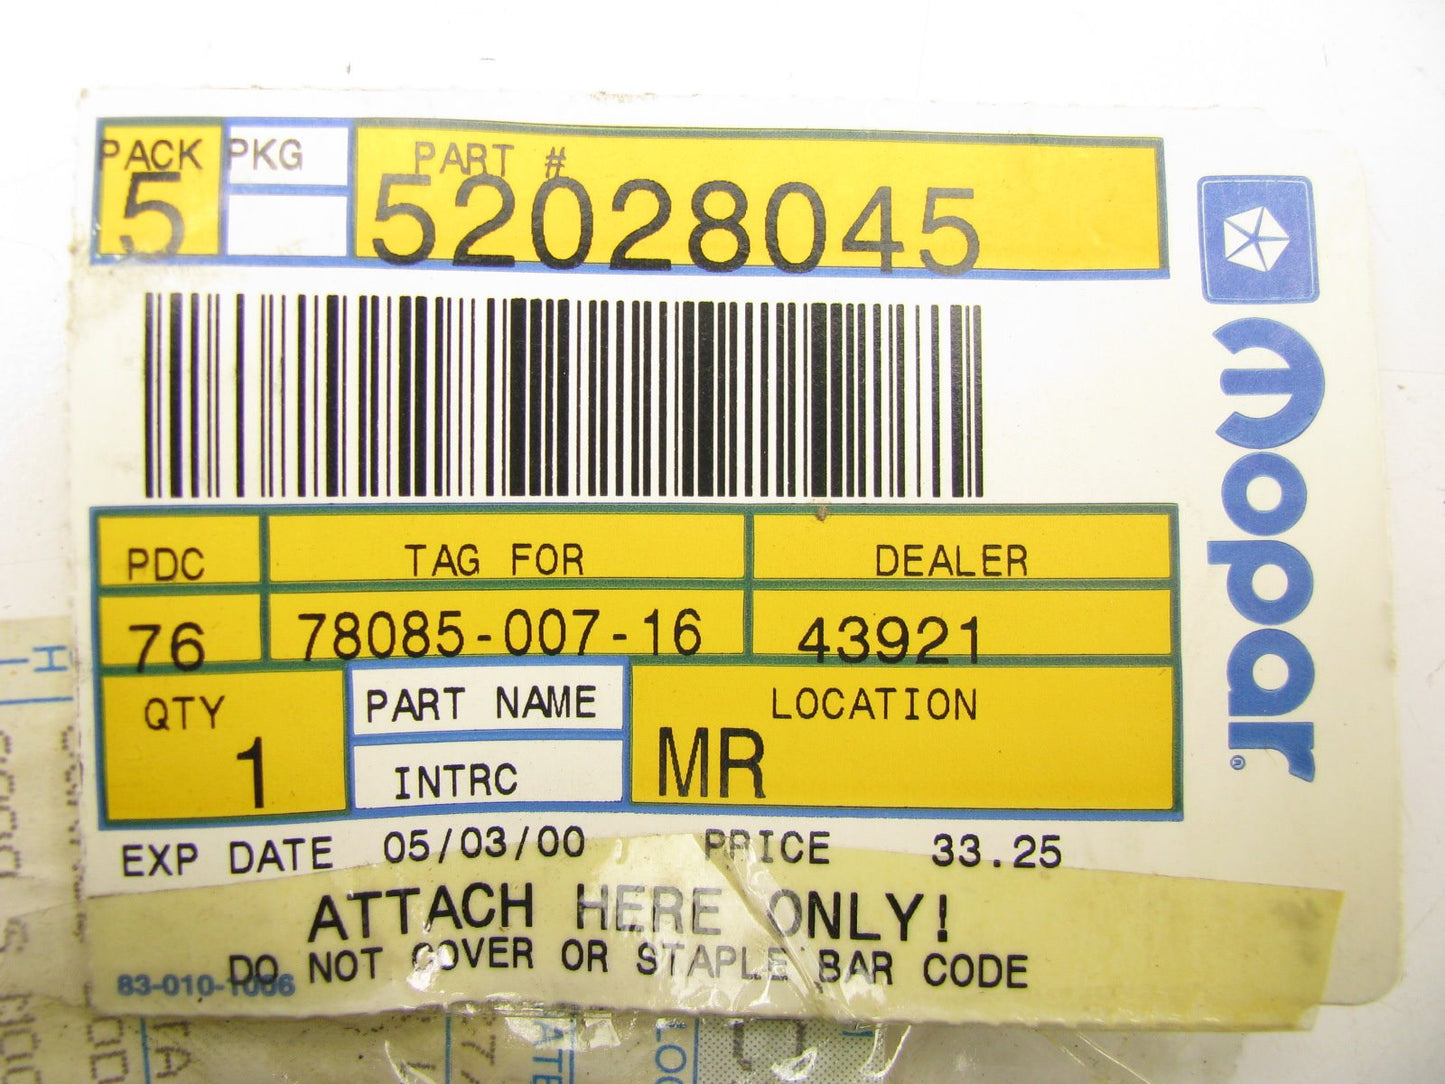 PACK PKG PART #
5 52028045
mopar
PDC TAG FOR DEALER
76 78085-007-16 43921
QTY PART NAME LOCATION
1 INTRC MR
EXP DATE 05/03/00 PRICE 33.25
ATTACH HERE ONLY!
DO NOT COVER OR STAPLE BAR CODE
83-010-1006